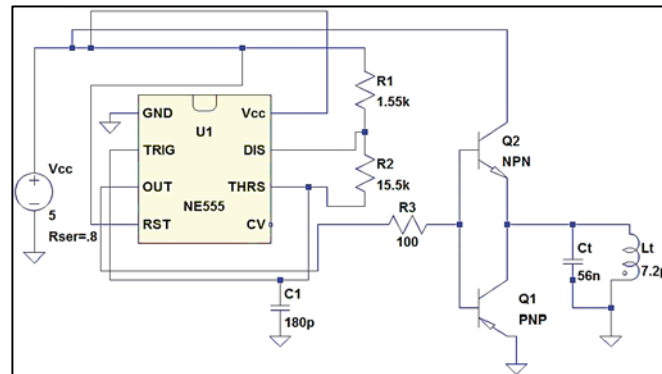 R1
1.55k
GND
Vcc
U1
Q2
NPN
TRIG
DIS
R2
15.5k
Vcc
OUT
THRS
5
NE555
R3
100
Rser=.8
RST
CV
Ct
56n
Lt
C1
180p
Q1
PNP